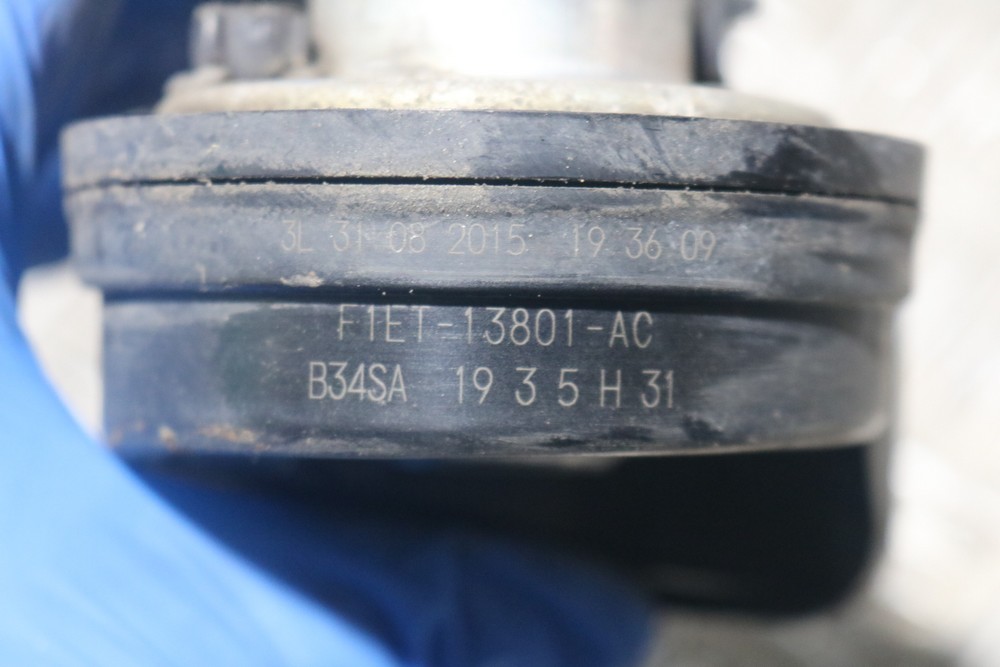 3L 31 08 2015 19 36 09
F1ET-13801-AC
B34SA 19 3 5 H 31